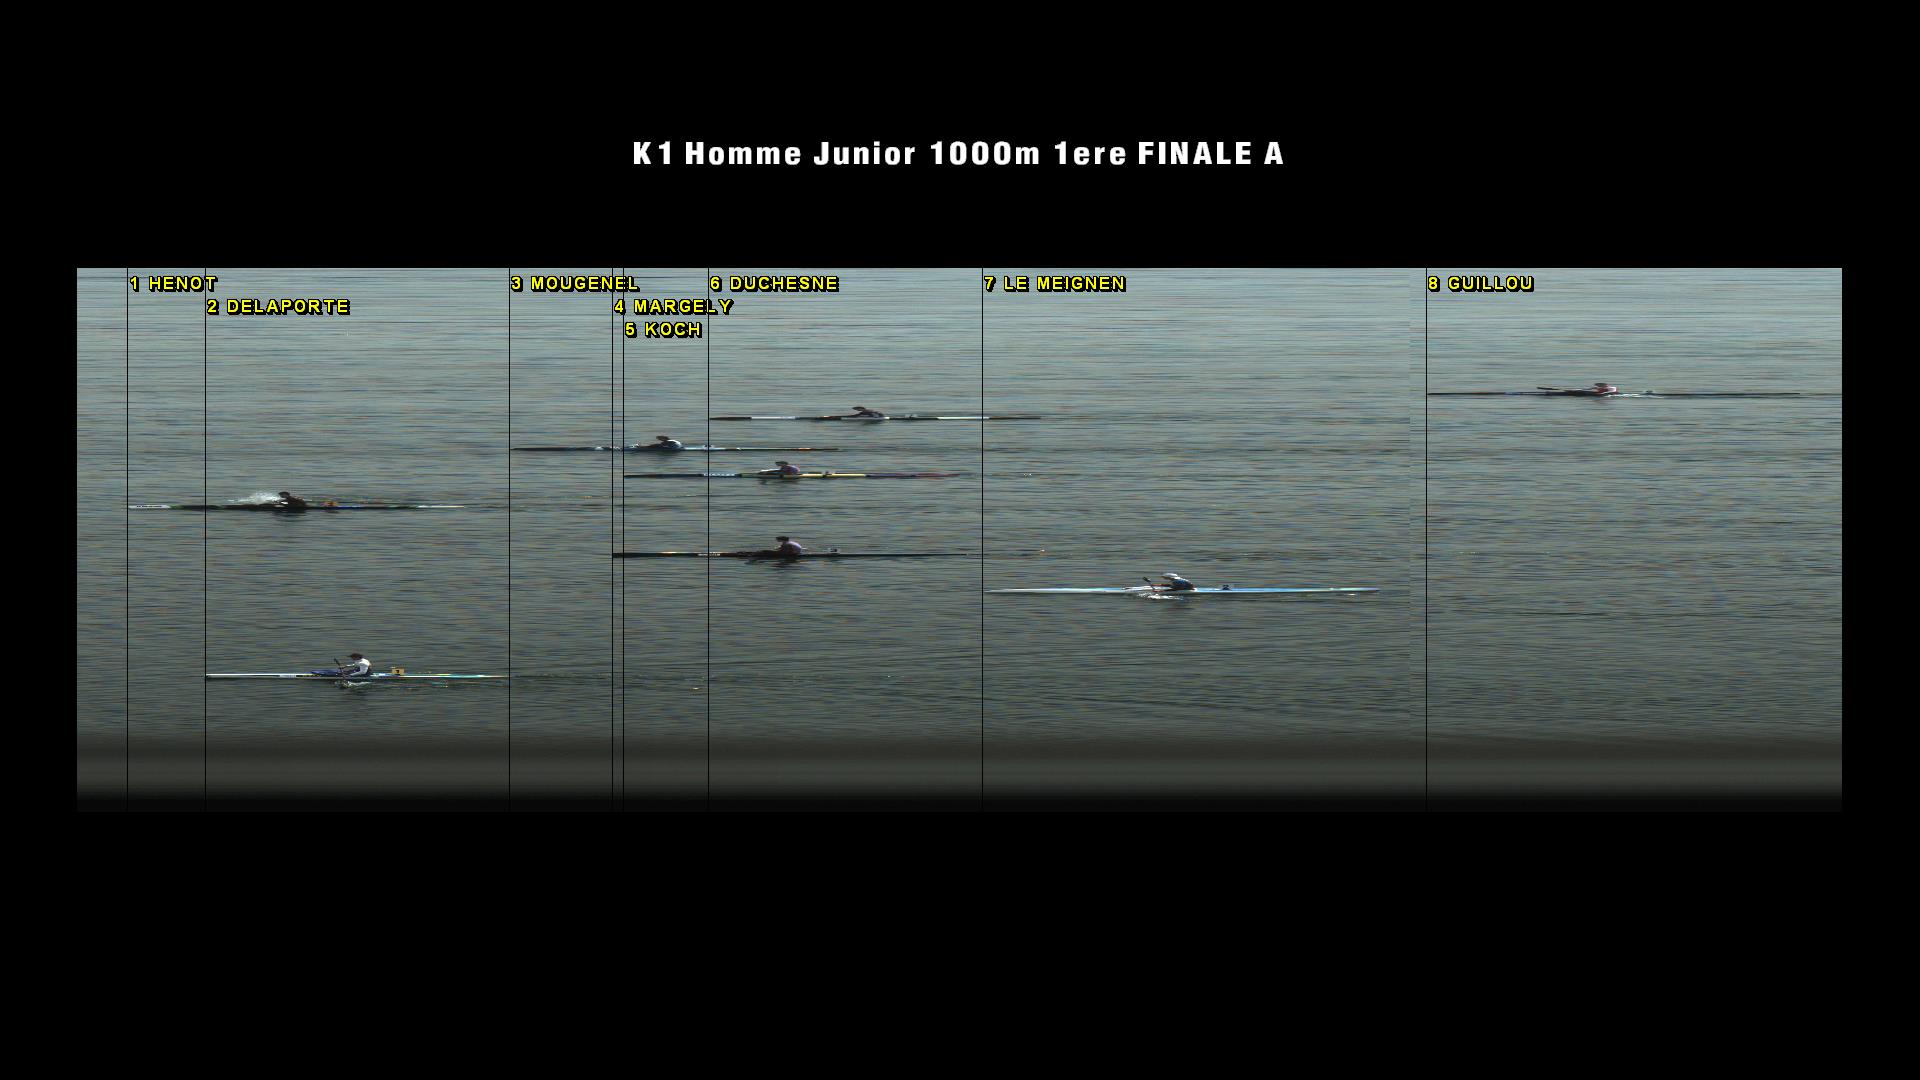 K1 Homme Junior 1000m 1ere FINALE A
1 HENOT
3 MOUGENEL
6 DUCHESNE
7 LE MEIGNEN
8 GUILLOU
2 DELAPORTE
4 MARGELY
5 KOCH